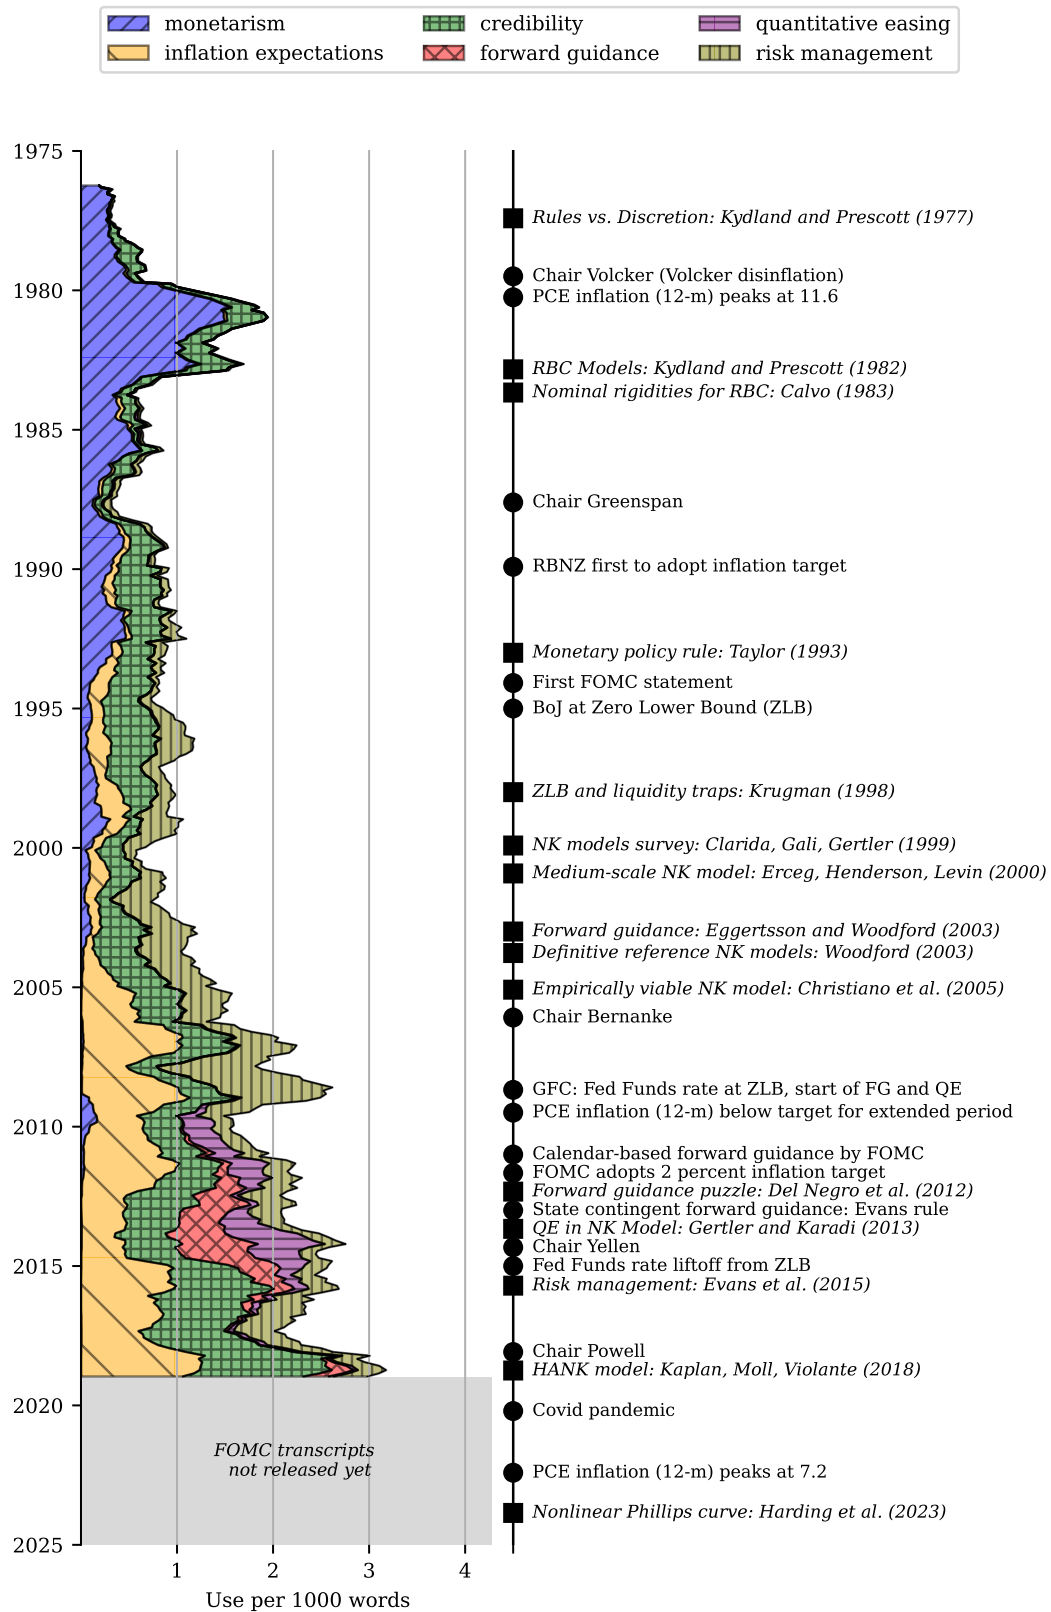 monetarism
inflation expectations
credibility
forward guidance
quantitative easing
risk management
1975
1980
1985
1990
1995
2000
2005
2010
2015
2020
2025
Rules vs. Discretion: Kydland and Prescott (1977)
Chair Volcker (Volcker disinflation)
PCE inflation (12-m) peaks at 11.6
RBC Models: Kydland and Prescott (1982)
Nominal rigidities for RBC: Calvo (1983)
Chair Greenspan
RBNZ first to adopt inflation target
Monetary policy rule: Taylor (1993)
First FOMC statement
BoJ at Zero Lower Bound (ZLB)
ZLB and liquidity traps: Krugman (1998)
NK models survey: Clarida, Gali, Gertler (1999)
Medium-scale NK model: Erceg, Henderson, Levin (2000)
Forward guidance: Eggertsson and Woodford (2003)
Definitive reference NK models: Woodford (2003)
Empirically viable NK model: Christiano et al. (2005)
Chair Bernanke
GFC: Fed Funds rate at ZLB, start of FG and QE
PCE inflation (12-m) below target for extended period
Calendar-based forward guidance by FOMC
FOMC adopts 2 percent inflation target
Forward guidance puzzle: Del Negro et al. (2012)
State contingent forward guidance: Evans rule
QE in NK Model: Gertler and Karadi (2013)
Chair Yellen
Fed Funds rate liftoff from ZLB
Risk management: Evans et al. (2015)
Chair Powell
HANK model: Kaplan, Moll, Violante (2018)
Covid pandemic
PCE inflation (12-m) peaks at 7.2
Nonlinear Phillips curve: Harding et al. (2023)
FOMC transcripts
not released yet
1
2
3
4
Use per 1000 words